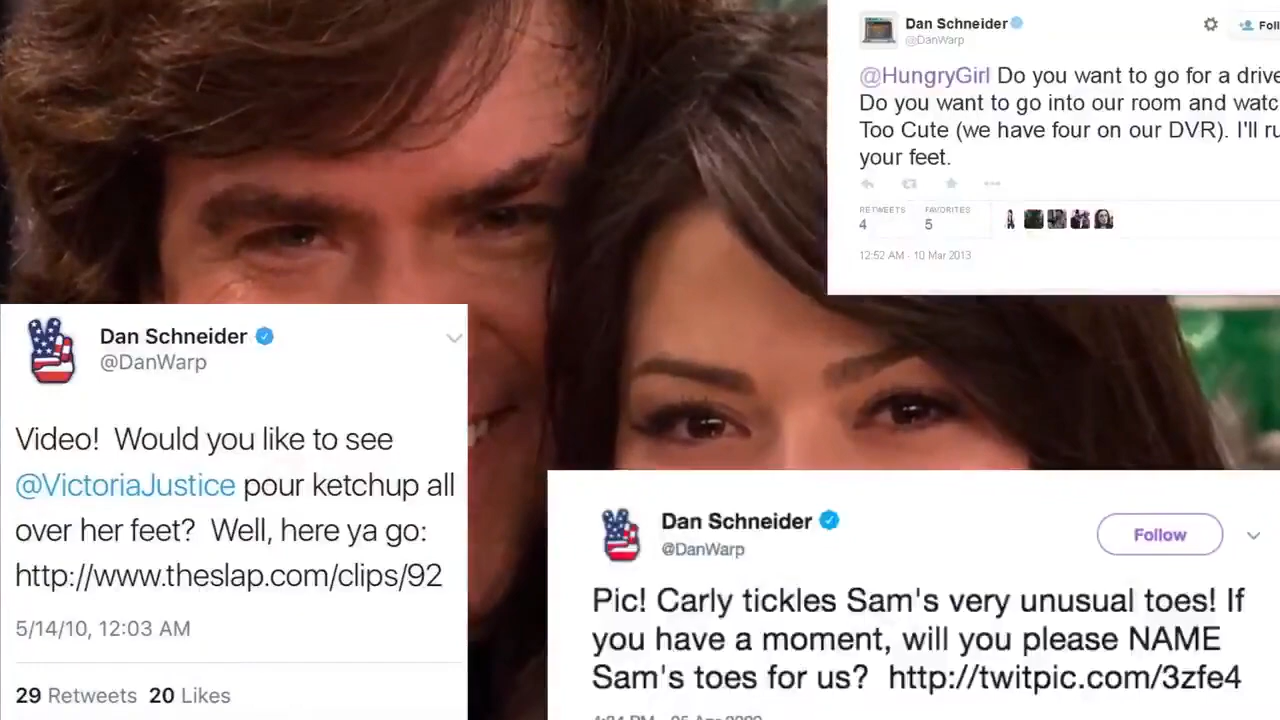 Dan Schneider
@DanWarp
Foll
@HungryGirl Do you want to go for a drive
Do you want to go into our room and watc
Too Cute (we have four on our DVR). I'll ru
your feet.
RETWEETS FAVORITES
4 5
12:52 AM - 10 Mar 2013
Dan Schneider
@DanWarp
Video! Would you like to see
@VictoriaJustice pour ketchup all
over her feet? Well, here ya go:
http://www.theslap.com/clips/92
5/14/10, 12:03 AM
29 Retweets 20 Likes
Dan Schneider
@DanWarp
Follow
Pic! Carly tickles Sam's very unusual toes! If
you have a moment, will you please NAME
Sam's toes for us? http://twitpic.com/3zfe4